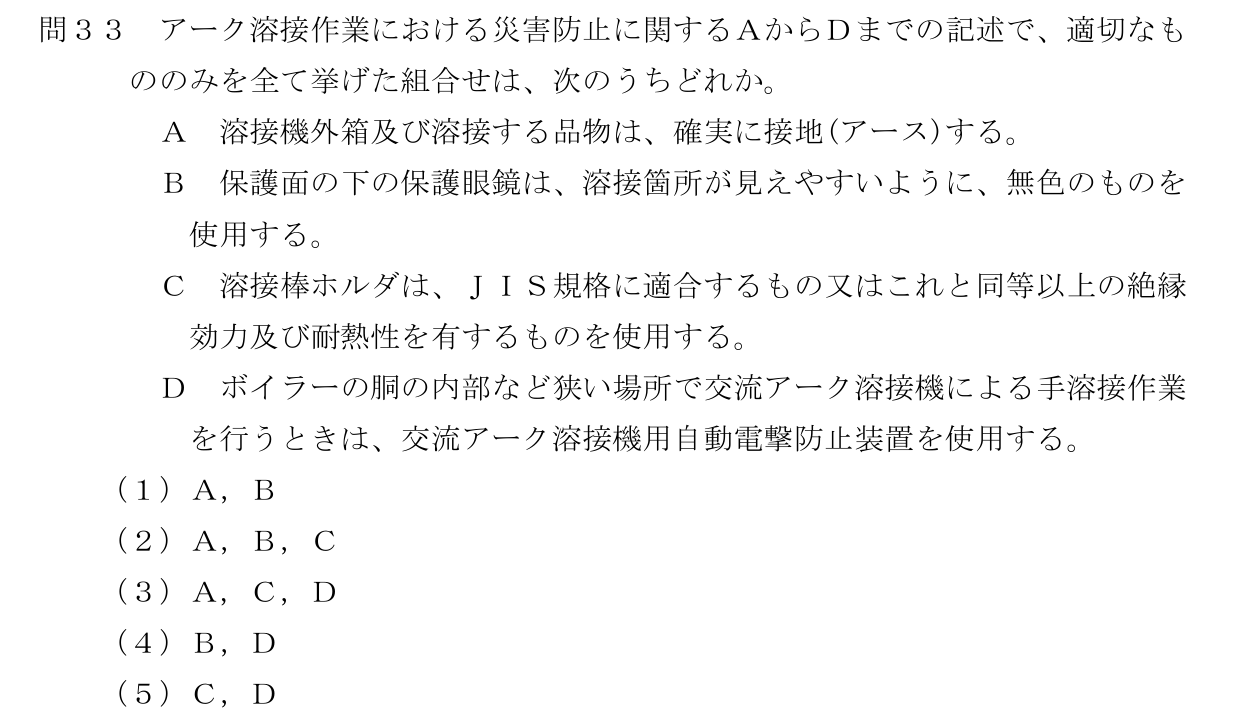 問33 アーク溶接作業における災害防止に関するAからDまでの記述で、適切なも
ののみを全て挙げた組合せは、次のうちどれか。
A 溶接機外箱及び溶接する品物は、確実に接地(アース)する。
B 保護面の下の保護眼鏡は、溶接箇所が見えやすいように、無色のものを
使用する。
C 溶接棒ホルダは、JIS規格に適合するもの又はこれと同等以上の絶縁
効力及び耐熱性を有するものを使用する。
D ボイラーの胴の内部など狭い場所で交流アーク溶接機による手溶接作業
を行うときは、交流アーク溶接機用自動電撃防止装置を使用する。
(1) A, B
(2) A, B, C
(3) A, C, D
(4) B, D
(5) C, D